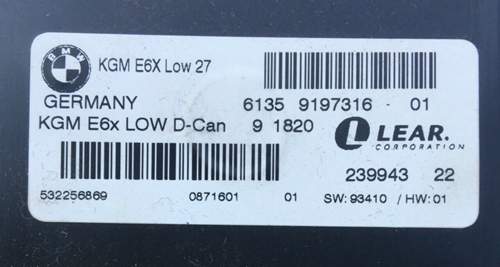 BMW
KGM E6X Low 27
GERMANY 6135 9197316 - 01
KGM E6x LOW D-Can 9 1820
LEAR.
CORPORATION
239943 22
532256869 0871601 01 SW: 93410 / HW: 01